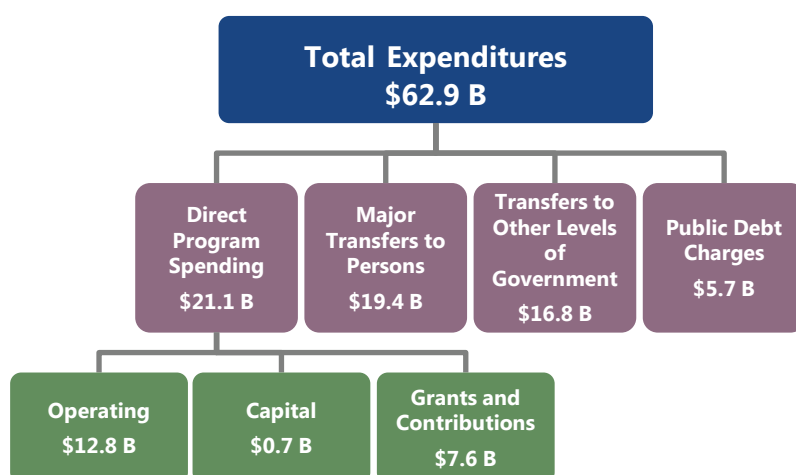 Total Expenditures
$62.9 B
Direct
Program
Spending
$21.1 B
Major
Transfers to
Persons
$19.4 B
Transfers to
Other Levels
of
Government
$16.8 B
Public Debt
Charges
$5.7 B
Operating
$12.8 B
Capital
$0.7 B
Grants and
Contributions
$7.6 B